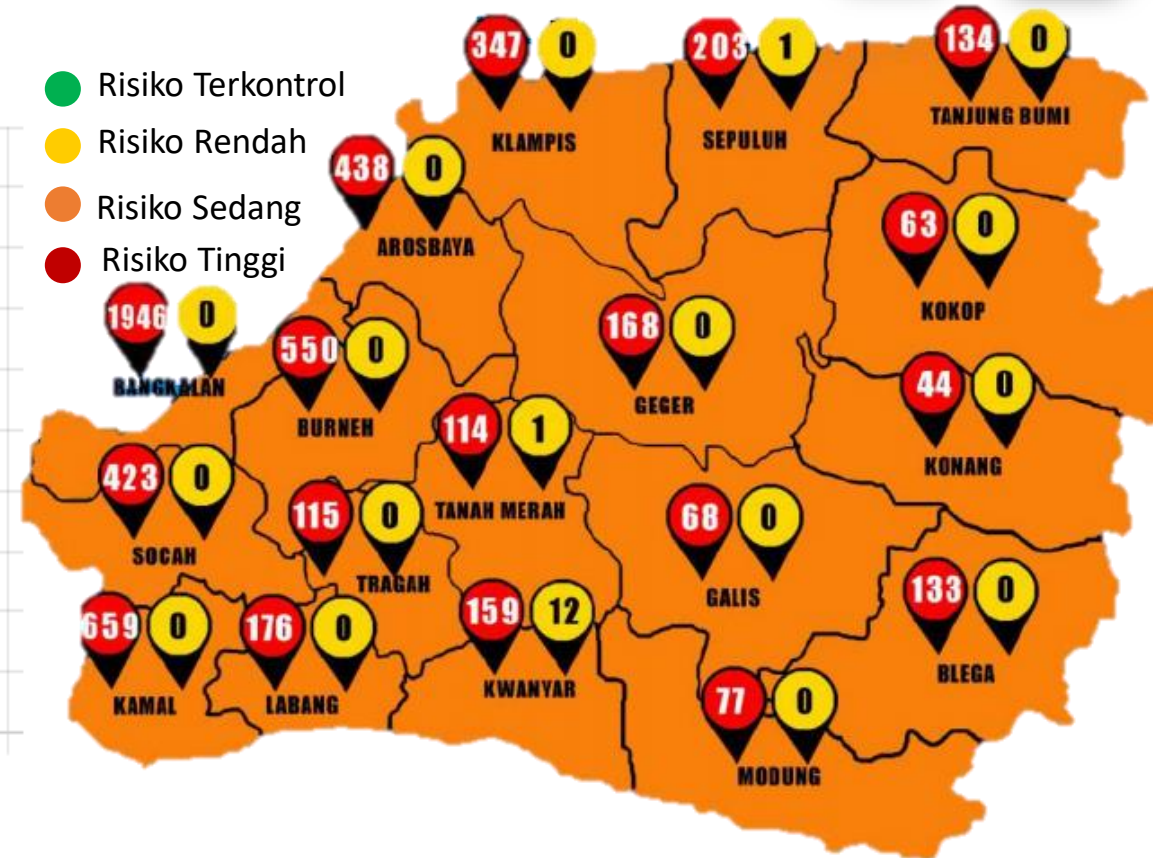 Risiko Terkontrol
Risiko Rendah
Risiko Sedang
Risiko Tinggi
347 0
KLAMPIS
203 1
SEPULUH
134 0
TANJUNG BUMI
438 0
AROSBAYA
63 0
KOKOP
1946 0
BANGKALAN
550 0
BURNEH
168 0
GEGER
44 0
KONANG
114 1
TANAH MERAH
423 0
SOCAH
115 0
TRAGAH
68 0
GALIS
133 0
BLEGA
659 0
KAMAL
176 0
LABANG
159 12
KWANYAR
77 0
MODUNG